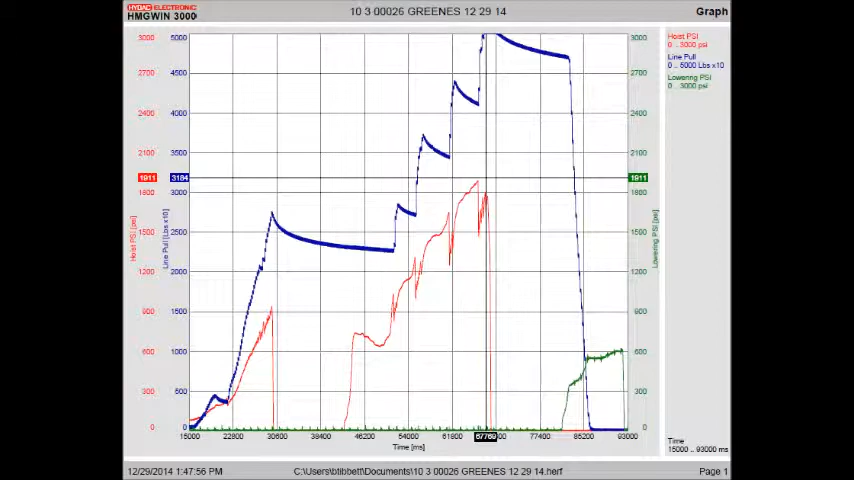 HYDAC ELECTRONIC
HMGWIN 3000
10 3 00026 GREENES 12 29 14
Graph
Hoist PSI
0 .. 3000 psi
Line Pull
0 .. 5000 Lbs x10
Lowering PSI
0 .. 3000 psi
3000 5000 3000
2700 4500 2700
2400 4000 2400
2100 3500 2100
1911 3184 1911
1800 3000 1800
1500 2500 1500
1200 2000 1200
900 1500 900
600 1000 600
300 500 300
0 0 0
Hoist PSI [psi]
Line Pull [Lbs x10]
Lowering PSI [psi]
15000 22800 30600 38400 46200 54000 61800 67760 77400 85200 93000
Time [ms]
Time
15000 .. 93000 ms
12/29/2014 1:47:56 PM
C:\Users\btibbett\Documents\10 3 00026 GREENES 12 29 14.herf
Page 1